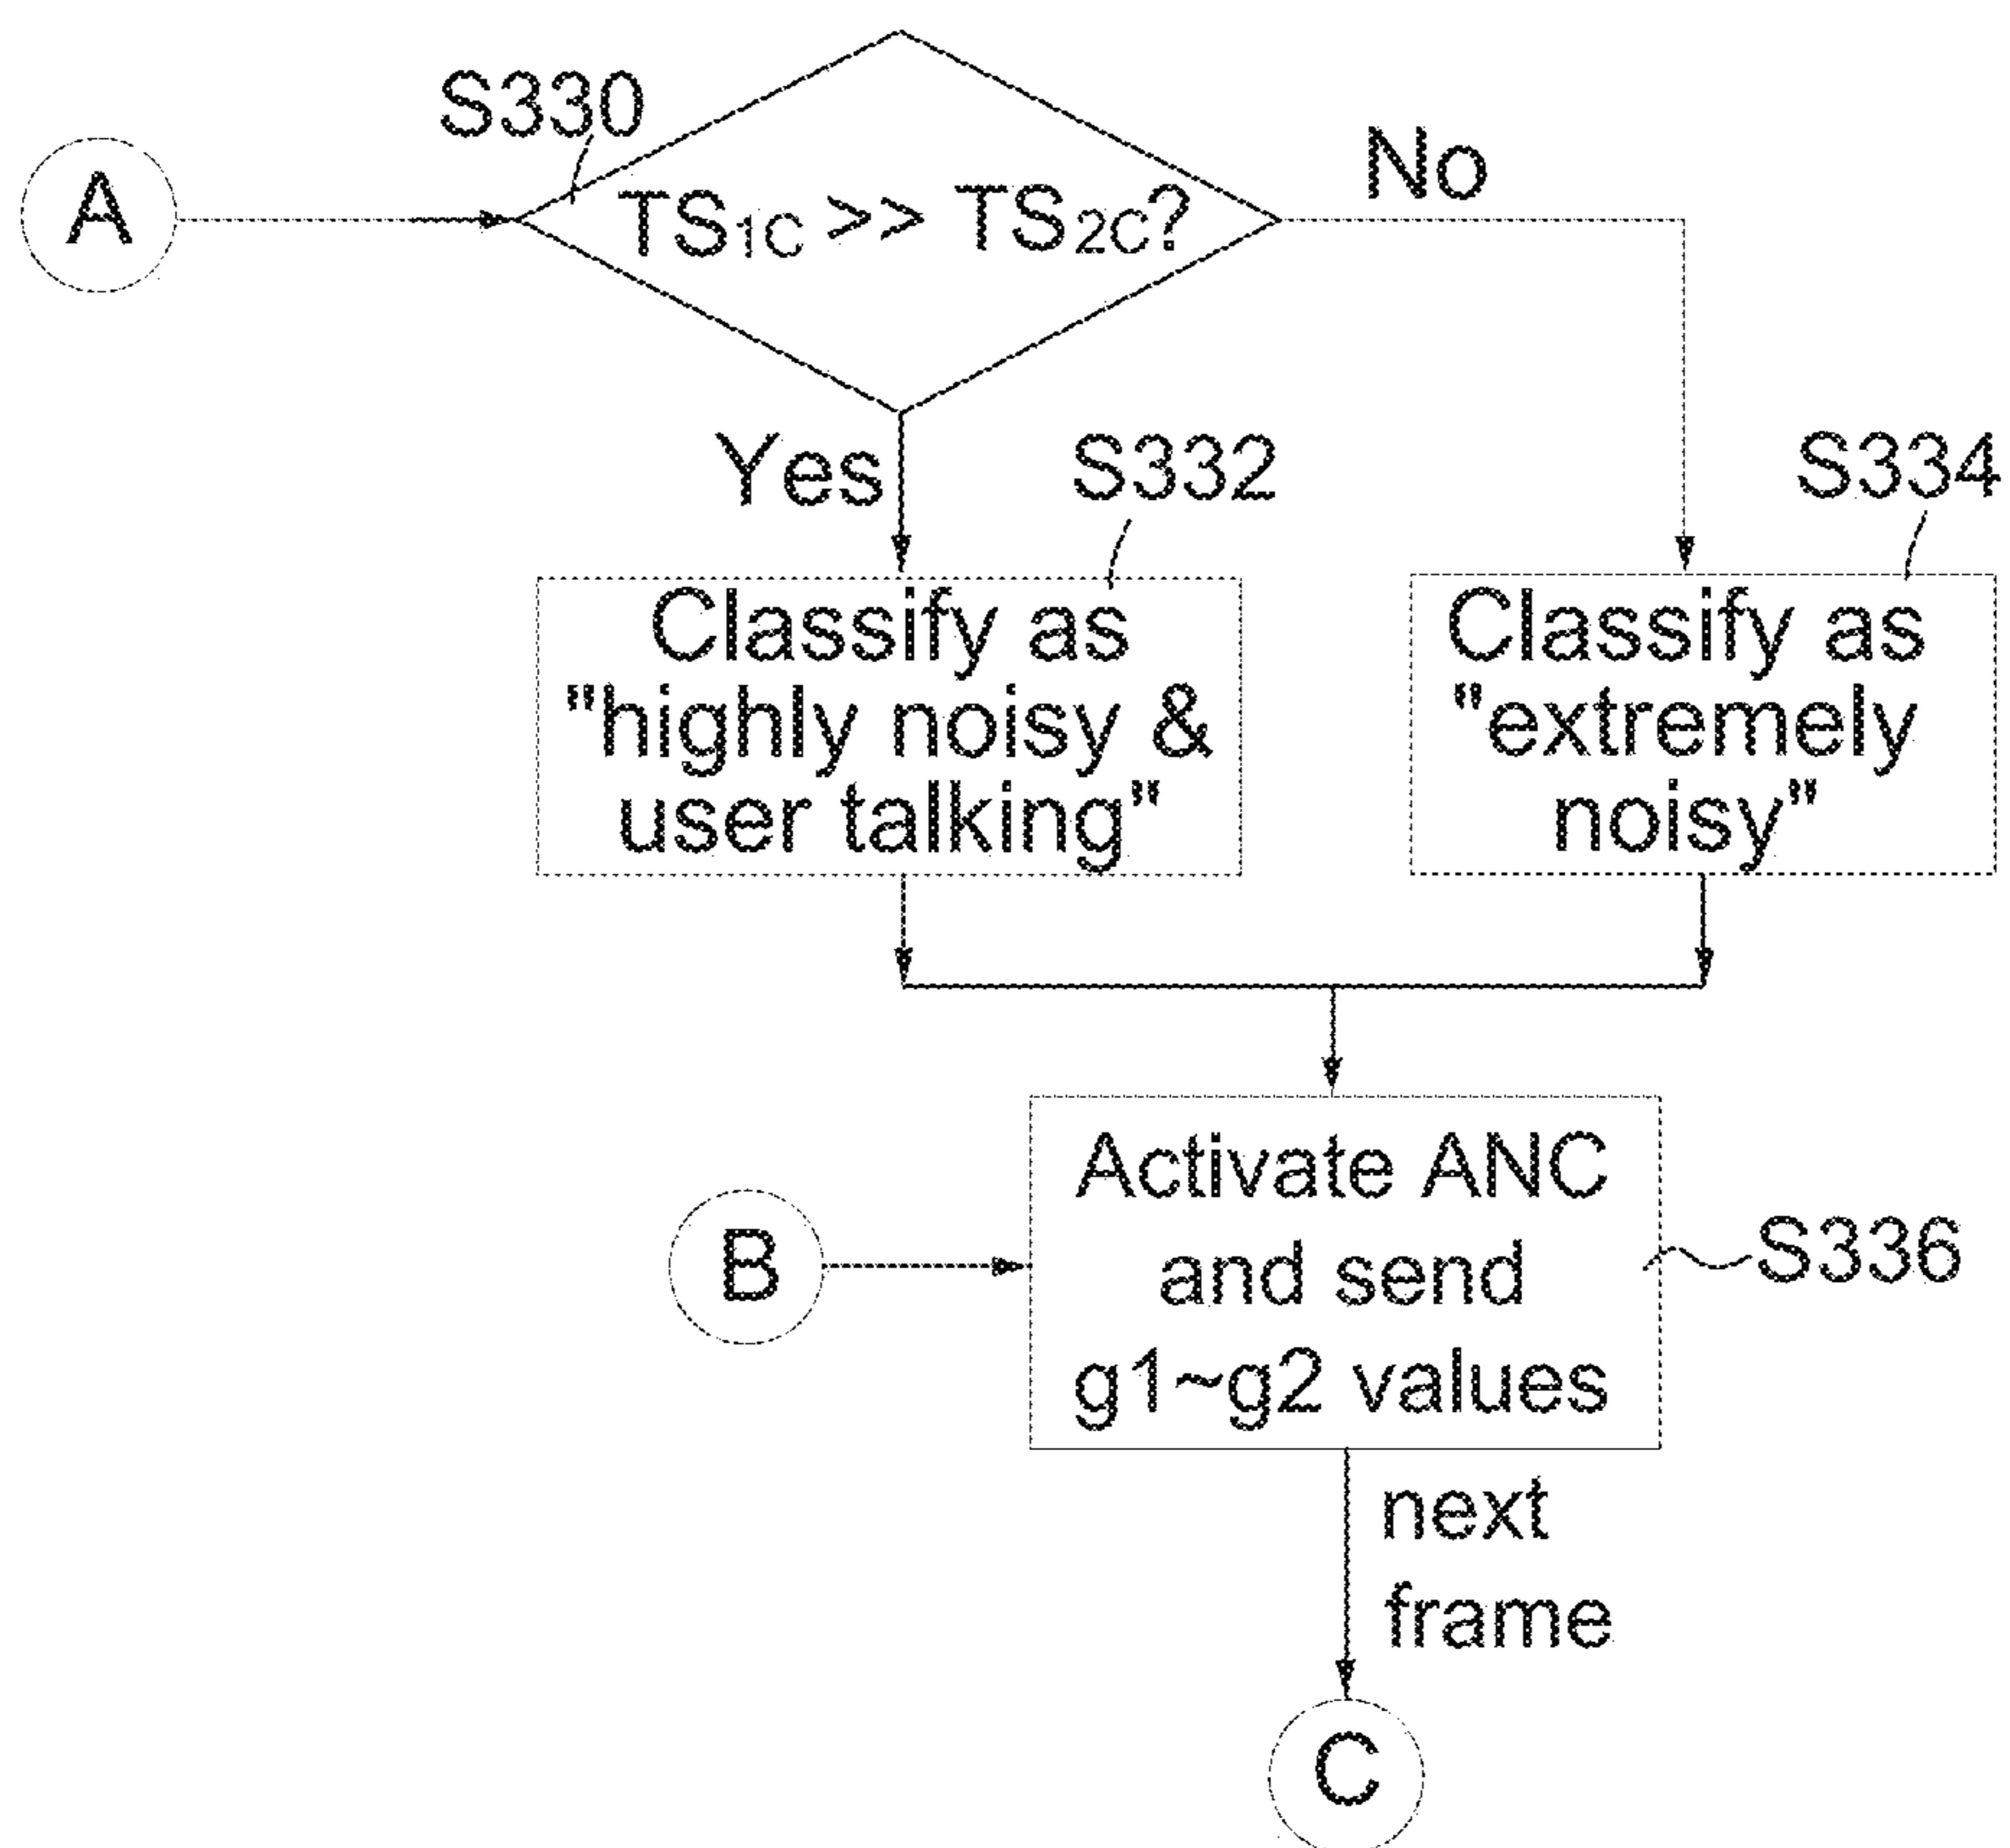 S330
A
TS1C >> TS2C?
No
Yes
S332
S334
Classify as
"highly noisy &
user talking"
Classify as
"extremely
noisy"
Activate ANC
and send
g1~g2 values
B
S336
next
frame
C